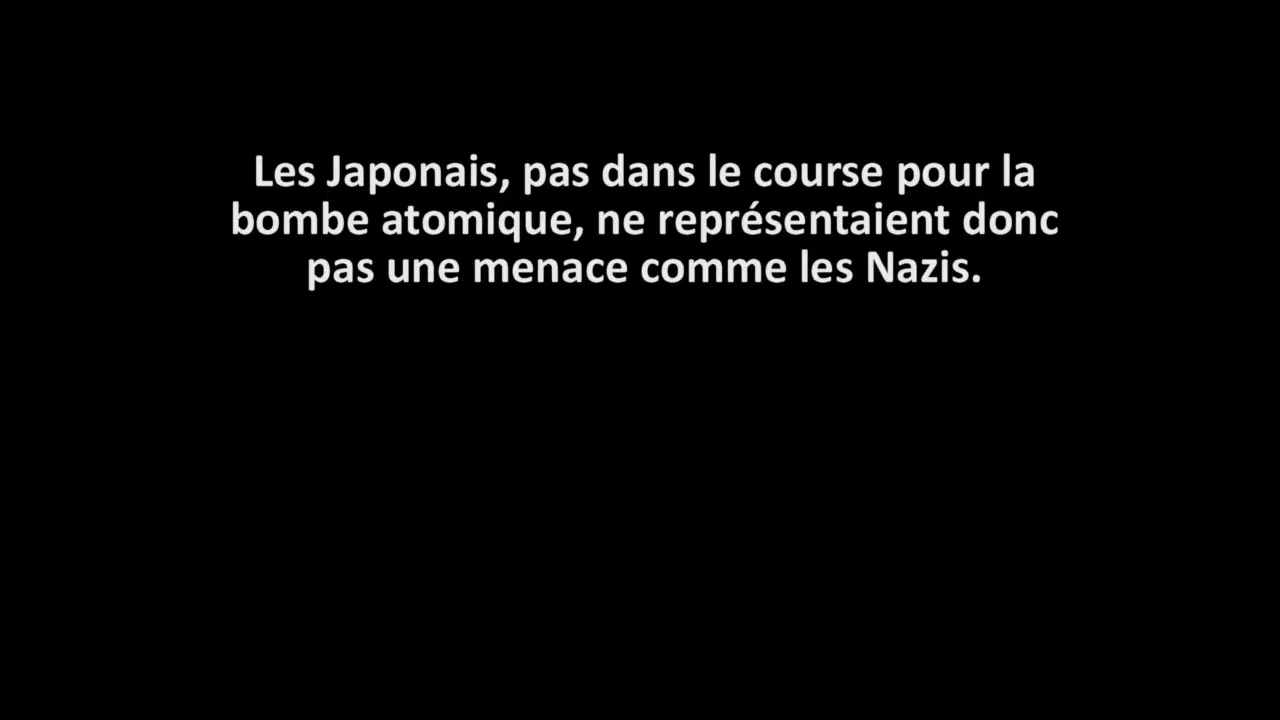 Les Japonais, pas dans le course pour la
bombe atomique, ne représentaient donc
pas une menace comme les Nazis.